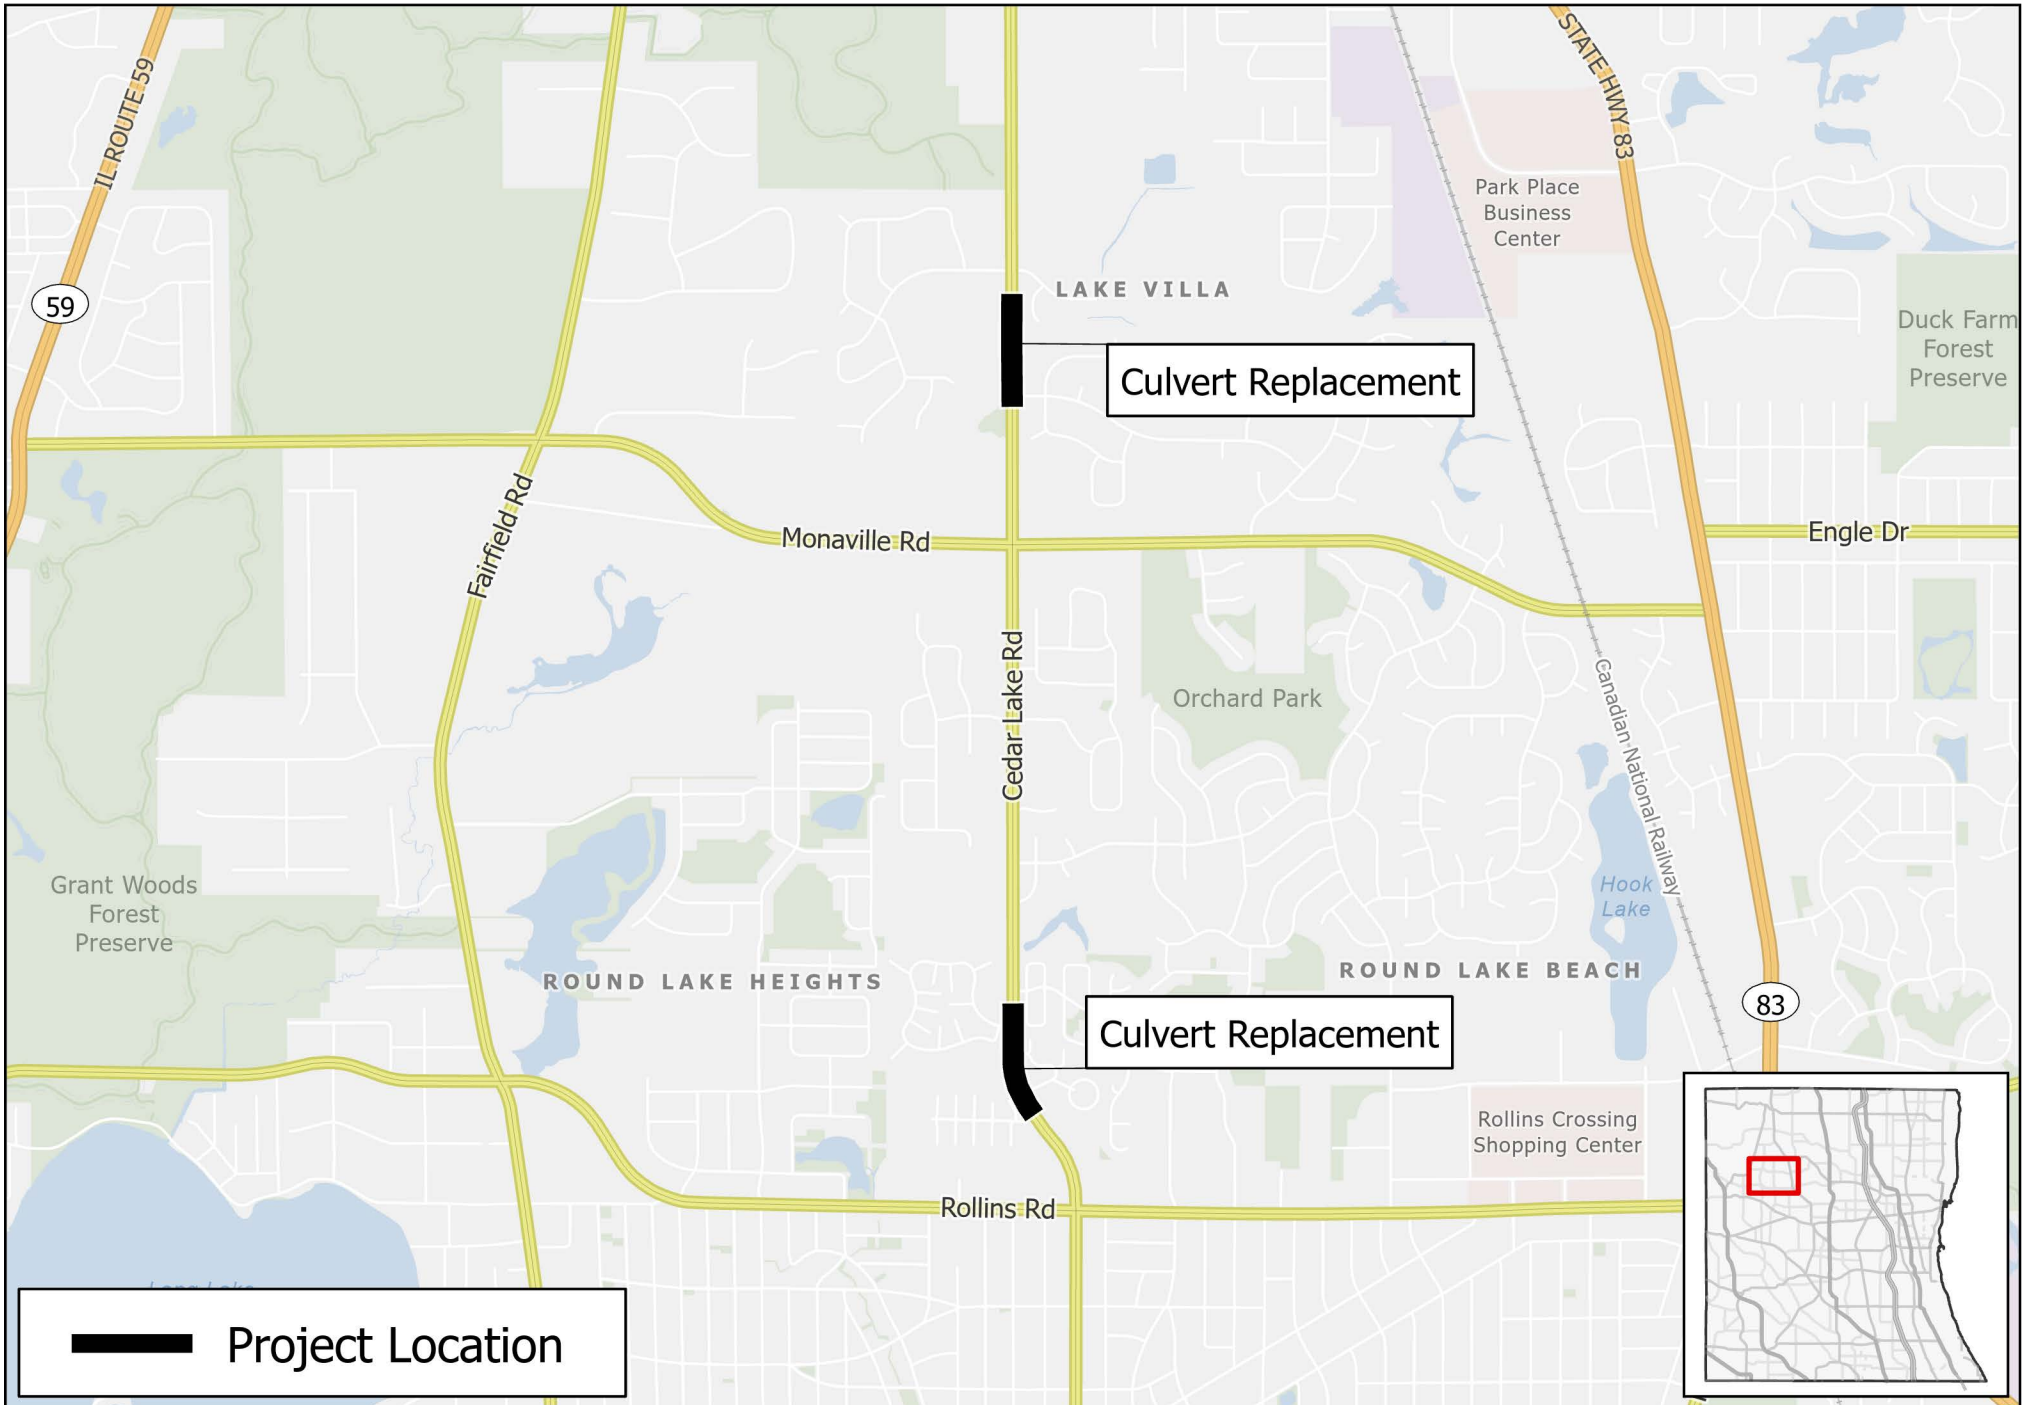 IL ROUTE 59
STATE HWY 83
Park Place
Business
Center
59
LAKE VILLA
Duck Farm
Forest
Preserve
Culvert Replacement
Fairfield Rd
Monaville Rd
Engle Dr
Cedar Lake Rd
Orchard Park
Canadian National Railway
Grant Woods
Forest
Preserve
Hook
Lake
ROUND LAKE HEIGHTS
ROUND LAKE BEACH
83
Culvert Replacement
Rollins Crossing
Shopping Center
Rollins Rd
Long Lake
Project Location